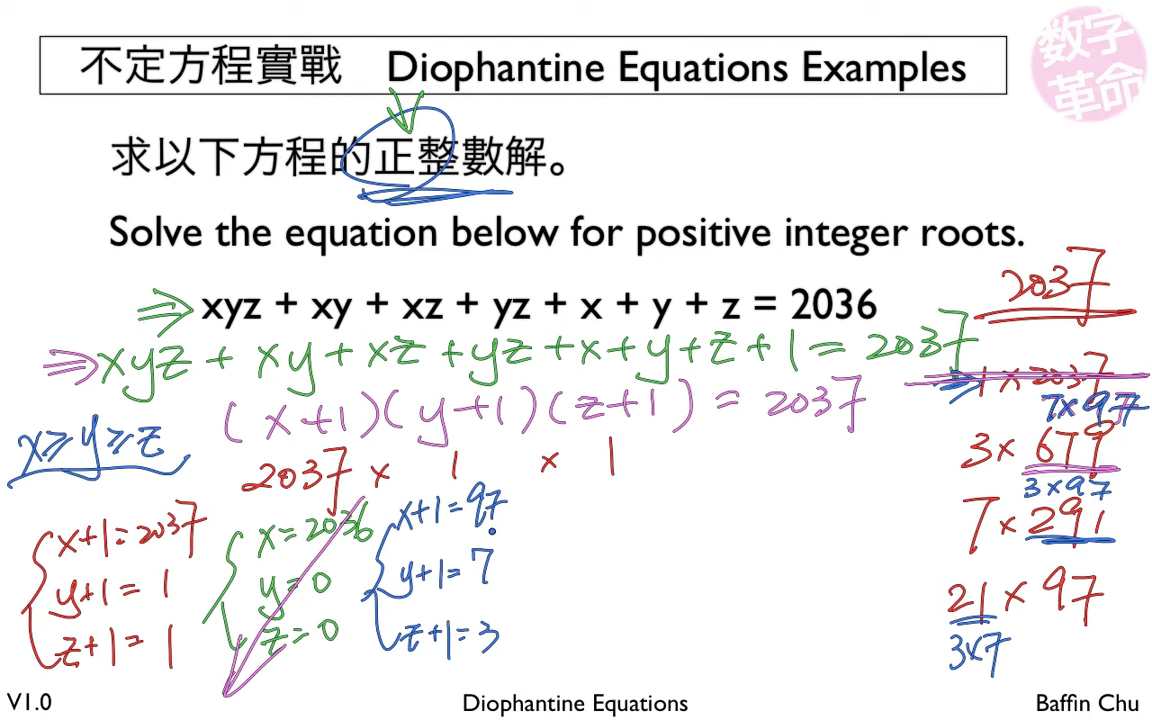 不定方程實戰 Diophantine Equations Examples
数字
革命
求以下方程的正整數解。
Solve the equation below for positive integer roots.
2037
⇒ xyz + xy + xz + yz + x + y + z = 2036
⇒ xyz + xy + xz + yz + x + y + z + 1 = 2037
1 × 2037
(x+1)(y+1)(z+1) = 2037
7×97
x ≥ y ≥ z
3 × 679
2037 × 1 × 1
3×97
7 × 291
x+1=2037
y+1=1
z+1=1
x=2036
y=0
z=0
x+1=97
y+1=7
z+1=3
21 × 97
3×7
V1.0
Diophantine Equations
Baffin Chu